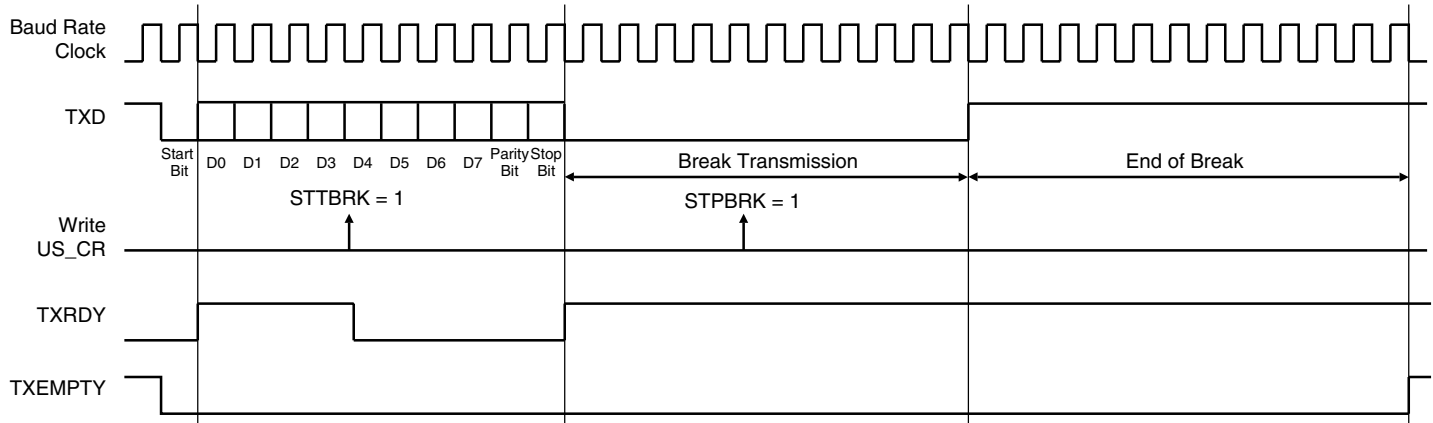 Baud Rate
Clock
TXD
Start
Bit
D0 D1 D2 D3 D4 D5 D6 D7
Parity
Bit
Stop
Bit
Break Transmission
End of Break
STTBRK = 1
STPBRK = 1
Write
US_CR
TXRDY
TXEMPTY